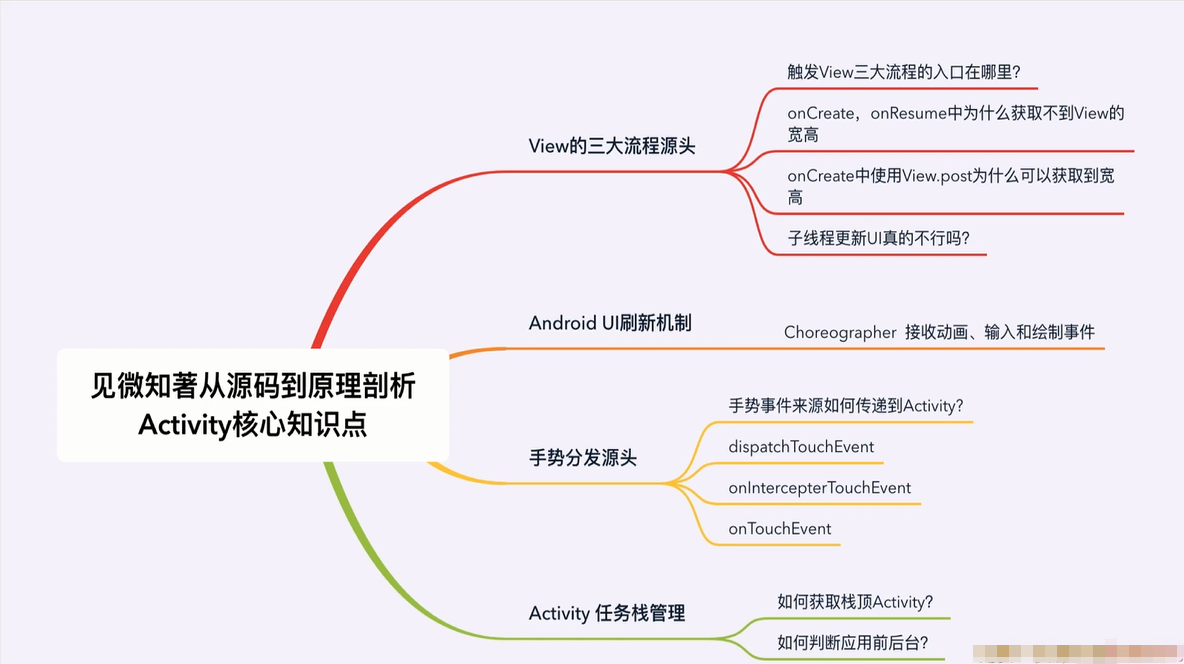 触发View三大流程的入口在哪里?
onCreate，onResume中为什么获取不到View的
宽高
View的三大流程源头
onCreate中使用View.post为什么可以获取到宽
高
子线程更新UI真的不行吗?
Android UI刷新机制
Choreographer 接收动画、输入和绘制事件
见微知著从源码到原理剖析
Activity核心知识点
手势事件来源如何传递到Activity?
dispatchTouchEvent
手势分发源头
onIntercepterTouchEvent
onTouchEvent
Activity 任务栈管理
如何获取栈顶Activity?
如何判断应用前后台?